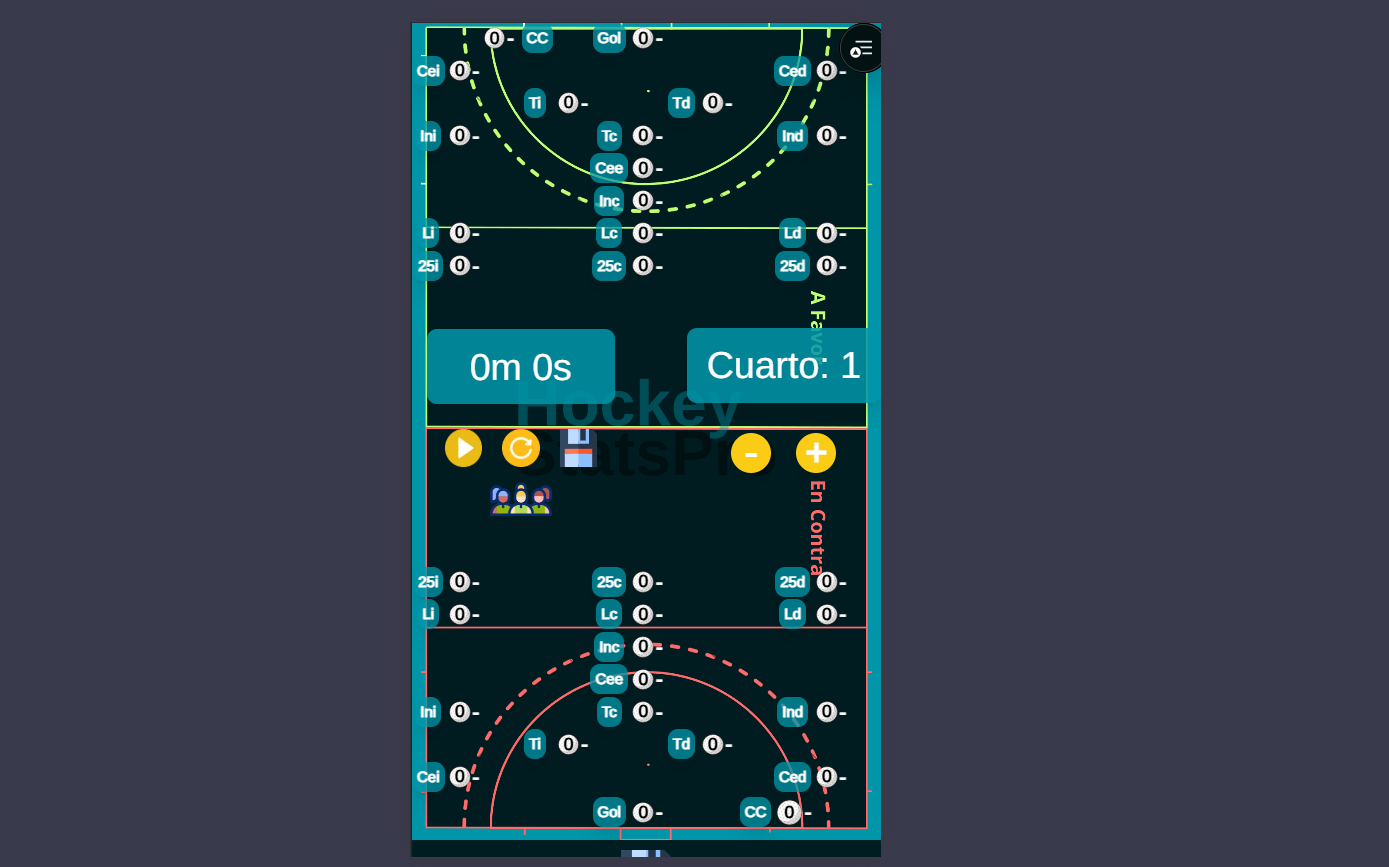 0 - CC Gol 0 -
Cei 0 - Ced 0 -
Ti 0 - Td 0 -
Ini 0 - Tc 0 - Ind 0 -
Cee 0 -
Inc 0 -
Li 0 - Lc 0 - Ld 0 -
25i 0 - 25c 0 - 25d 0 -
A Favor
0m 0s Cuarto: 1
Hockey
StatsPro
- +
En Contra
25i 0 - 25c 0 - 25d 0 -
Li 0 - Lc 0 - Ld 0 -
Inc 0 -
Cee 0 -
Ini 0 - Tc 0 - Ind 0 -
Ti 0 - Td 0 -
Cei 0 - Ced 0 -
Gol 0 - CC 0 -